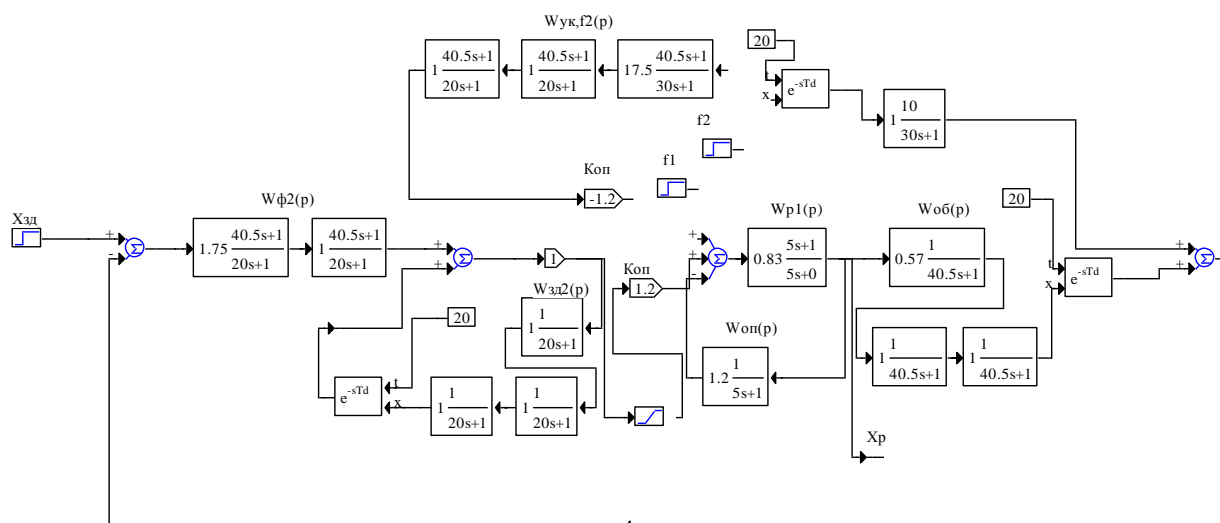 Wук,f2(p)
1 40.5s+1
20s+1
1 40.5s+1
20s+1
17.5 40.5s+1
30s+1
20
t
x
e-sTd
1 10
30s+1
f2
f1
Kоп
-1.2
Xзд
+
-
Σ
Wф2(p)
1.75 40.5s+1
20s+1
1 40.5s+1
20s+1
+
+
Σ
1
Wзд2(p)
1 1
20s+1
20
t
x
e-sTd
1 1
20s+1
1 1
20s+1
Kоп
1.2
+
+
-
Σ
Wp1(p)
0.83 5s+1
5s+0
Wоп(p)
1.2 1
5s+1
Wоб(p)
0.57 1
40.5s+1
1 1
40.5s+1
1 1
40.5s+1
20
t
x
e-sTd
+
+
Σ
Xp